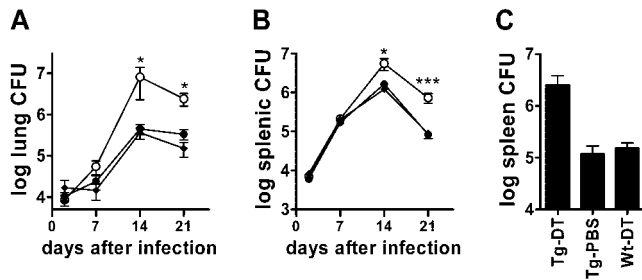 A B C
* * * ***
log lung CFU
7
6
5
4
0 7 14 21
days after infection
log splenic CFU
7
6
5
4
3
0 7 14 21
days after infection
log spleen CFU
7
6
5
4
Tg-DT
Tg-PBS
Wt-DT